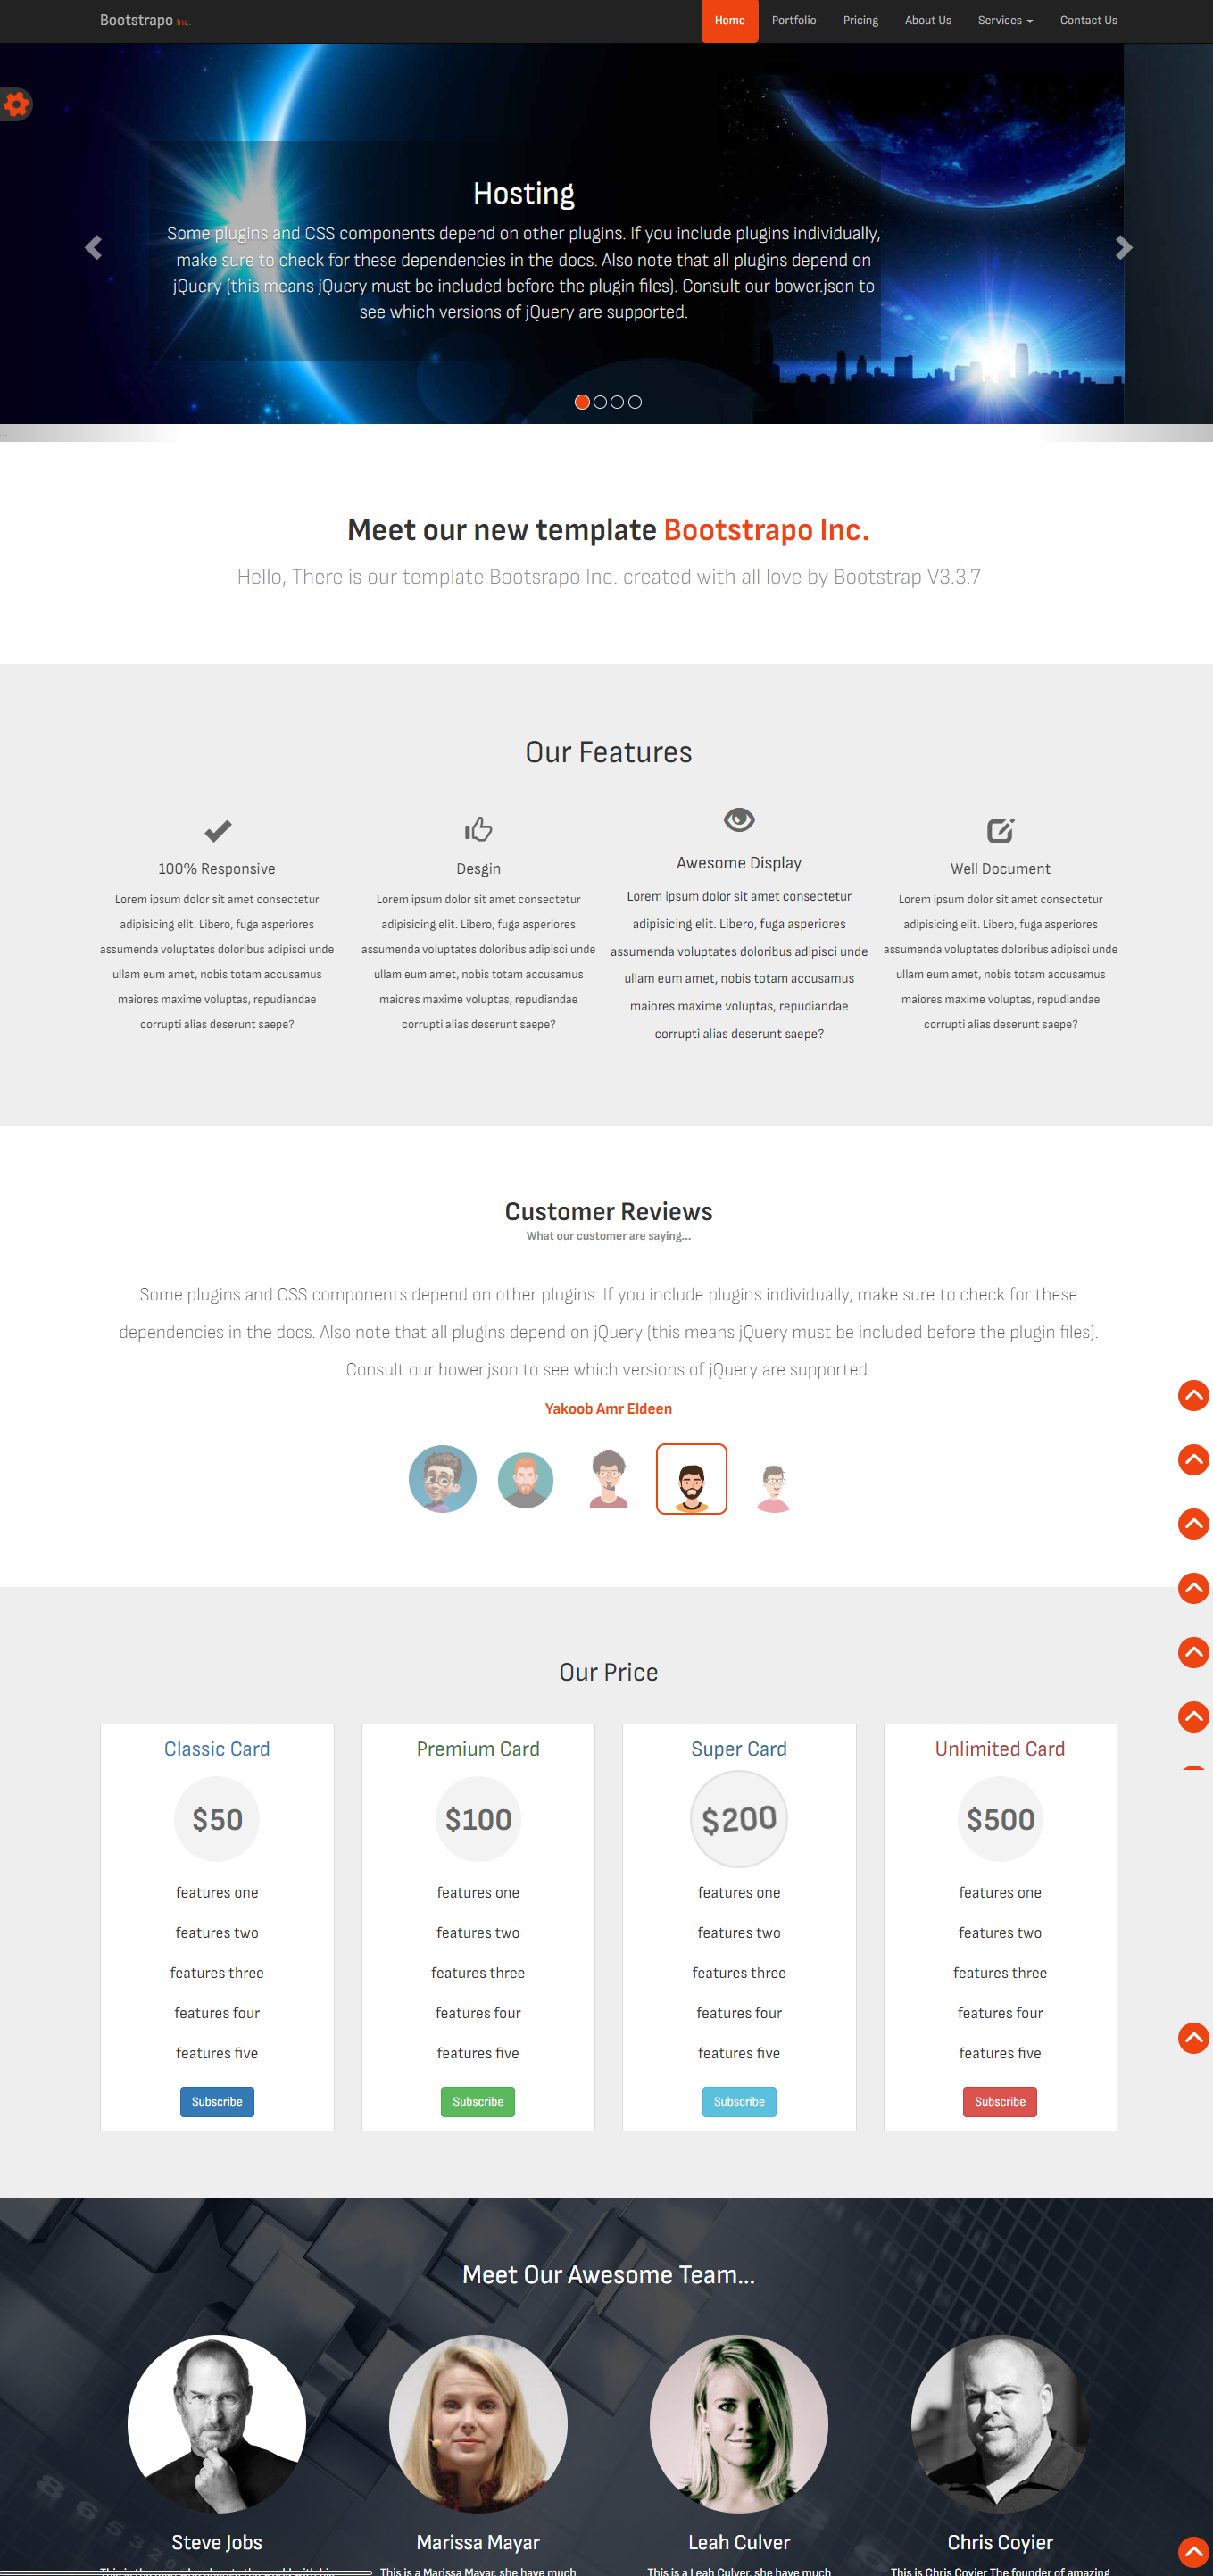 Bootstrapo Inc.
Home Portfolio Pricing About Us Services Contact Us
Hosting
Some plugins and CSS components depend on other plugins. If you include plugins individually,
make sure to check for these dependencies in the docs. Also note that all plugins depend on
jQuery (this means jQuery must be included before the plugin files). Consult our bower.json to
see which versions of jQuery are supported.
...
Meet our new template Bootstrapo Inc.
Hello, There is our template Bootsrapo Inc. created with all love by Bootstrap V3.3.7
Our Features
100% Responsive
Lorem ipsum dolor sit amet consectetur
adipisicing elit. Libero, fuga asperiores
assumenda voluptates doloribus adipisci unde
ullam eum amet, nobis totam accusamus
maiores maxime voluptas, repudiandae
corrupti alias deserunt saepe?
Desgin
Lorem ipsum dolor sit amet consectetur
adipisicing elit. Libero, fuga asperiores
assumenda voluptates doloribus adipisci unde
ullam eum amet, nobis totam accusamus
maiores maxime voluptas, repudiandae
corrupti alias deserunt saepe?
Awesome Display
Lorem ipsum dolor sit amet consectetur
adipisicing elit. Libero, fuga asperiores
assumenda voluptates doloribus adipisci unde
ullam eum amet, nobis totam accusamus
maiores maxime voluptas, repudiandae
corrupti alias deserunt saepe?
Well Document
Lorem ipsum dolor sit amet consectetur
adipisicing elit. Libero, fuga asperiores
assumenda voluptates doloribus adipisci unde
ullam eum amet, nobis totam accusamus
maiores maxime voluptas, repudiandae
corrupti alias deserunt saepe?
Customer Reviews
What our customer are saying...
Some plugins and CSS components depend on other plugins. If you include plugins individually, make sure to check for these
dependencies in the docs. Also note that all plugins depend on jQuery (this means jQuery must be included before the plugin files).
Consult our bower.json to see which versions of jQuery are supported.
Yakoob Amr Eldeen
Our Price
Classic Card
$50
features one
features two
features three
features four
features five
Subscribe
Premium Card
$100
features one
features two
features three
features four
features five
Subscribe
Super Card
$200
features one
features two
features three
features four
features five
Subscribe
Unlimited Card
$500
features one
features two
features three
features four
features five
Subscribe
Meet Our Awesome Team...
Steve Jobs
Marissa Mayar
This is a Marissa Mayar, she have much
Leah Culver
This is a Leah Culver, she have much
Chris Coyier
This is Chris Coyier The founder of amazing